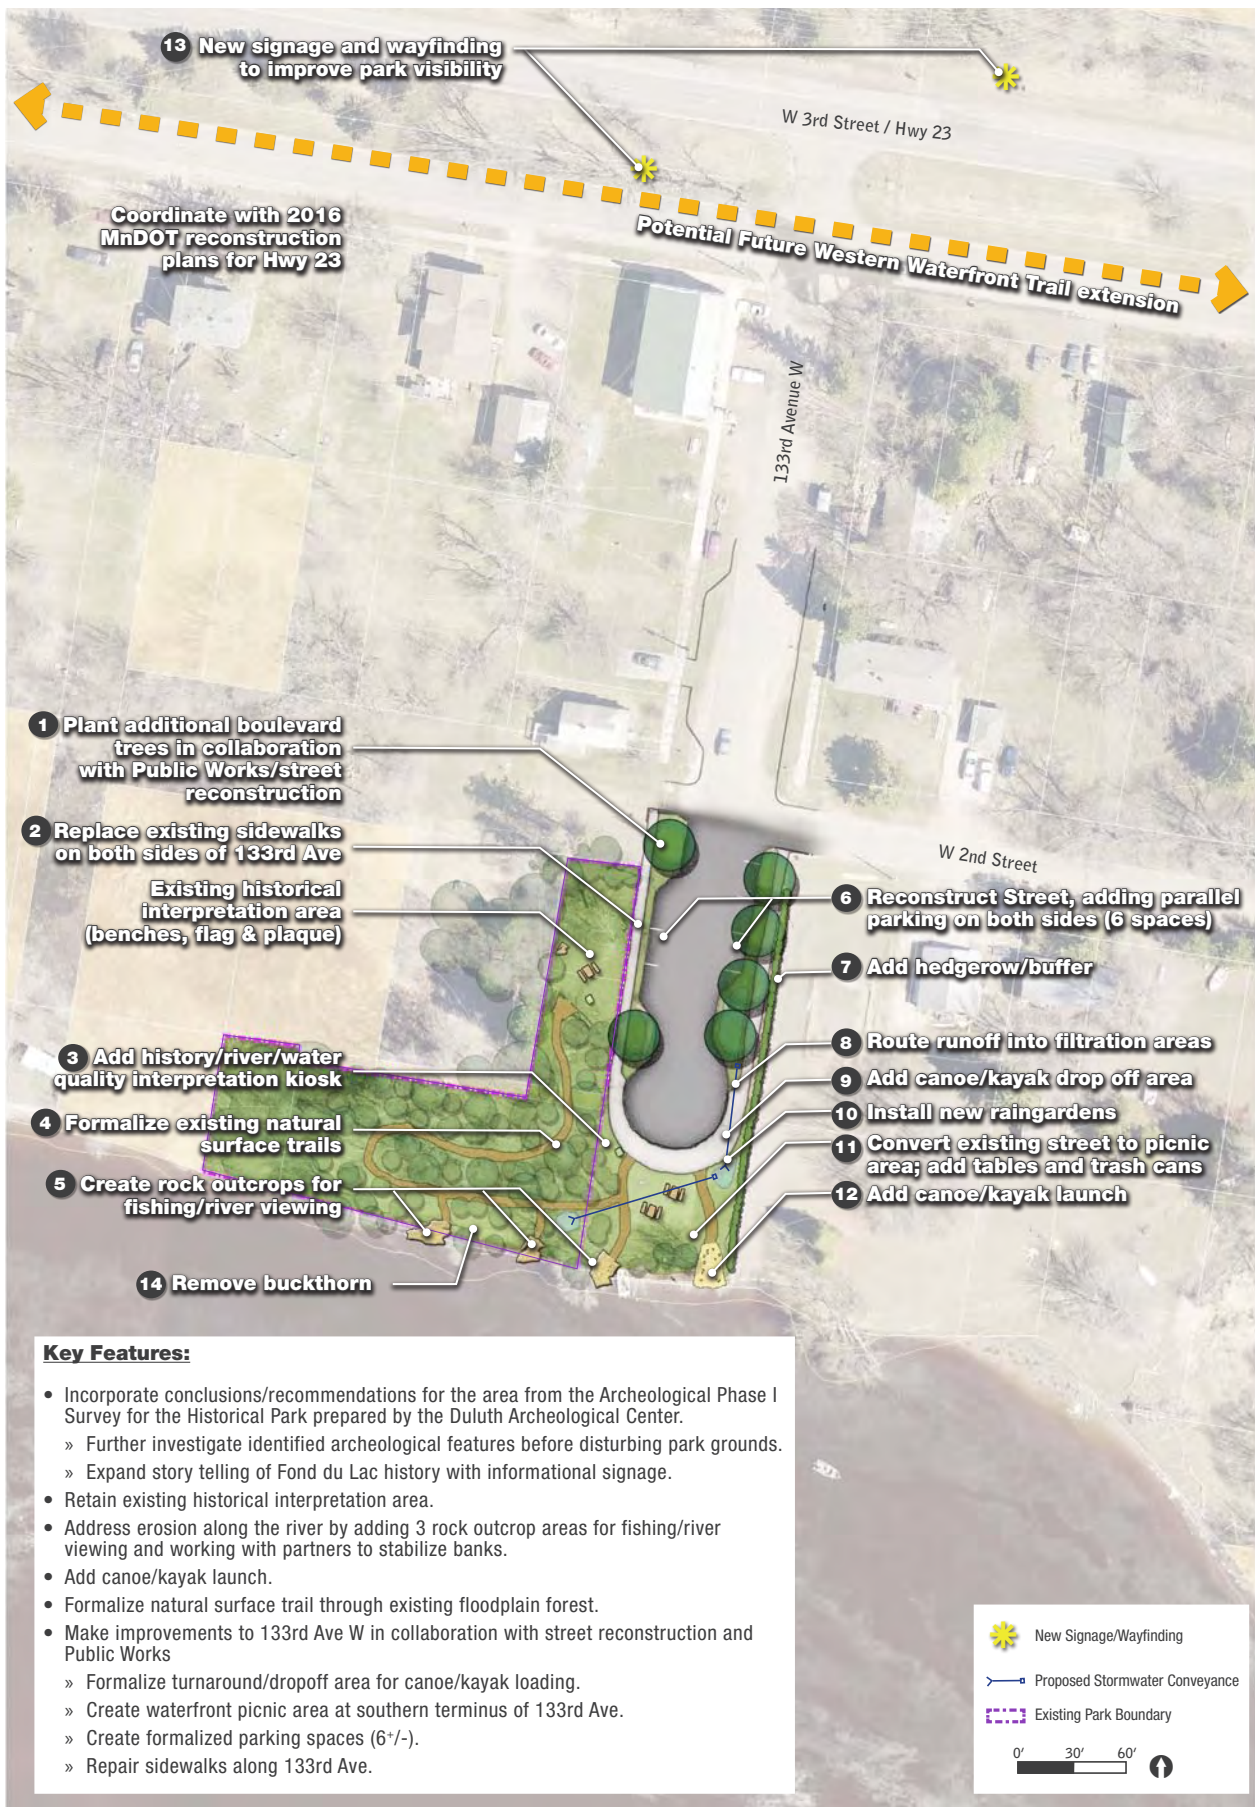 13 New signage and wayfinding
to improve park visibility
W 3rd Street / Hwy 23
Coordinate with 2016
MnDOT reconstruction
plans for Hwy 23
Potential Future Western Waterfront Trail extension
133rd Avenue W
1 Plant additional boulevard
trees in collaboration
with Public Works/street
reconstruction
2 Replace existing sidewalks
on both sides of 133rd Ave
Existing historical
interpretation area
(benches, flag & plaque)
3 Add history/river/water
quality interpretation kiosk
4 Formalize existing natural
surface trails
5 Create rock outcrops for
fishing/river viewing
14 Remove buckthorn
W 2nd Street
6 Reconstruct Street, adding parallel
parking on both sides (6 spaces)
7 Add hedgerow/buffer
8 Route runoff into filtration areas
9 Add canoe/kayak drop off area
10 Install new raingardens
11 Convert existing street to picnic
area; add tables and trash cans
12 Add canoe/kayak launch
Key Features:
• Incorporate conclusions/recommendations for the area from the Archeological Phase I
Survey for the Historical Park prepared by the Duluth Archeological Center.
» Further investigate identified archeological features before disturbing park grounds.
» Expand story telling of Fond du Lac history with informational signage.
• Retain existing historical interpretation area.
• Address erosion along the river by adding 3 rock outcrop areas for fishing/river
viewing and working with partners to stabilize banks.
• Add canoe/kayak launch.
• Formalize natural surface trail through existing floodplain forest.
• Make improvements to 133rd Ave W in collaboration with street reconstruction and
Public Works
» Formalize turnaround/dropoff area for canoe/kayak loading.
» Create waterfront picnic area at southern terminus of 133rd Ave.
» Create formalized parking spaces (6+/-).
» Repair sidewalks along 133rd Ave.
New Signage/Wayfinding
Proposed Stormwater Conveyance
Existing Park Boundary
0' 30' 60'